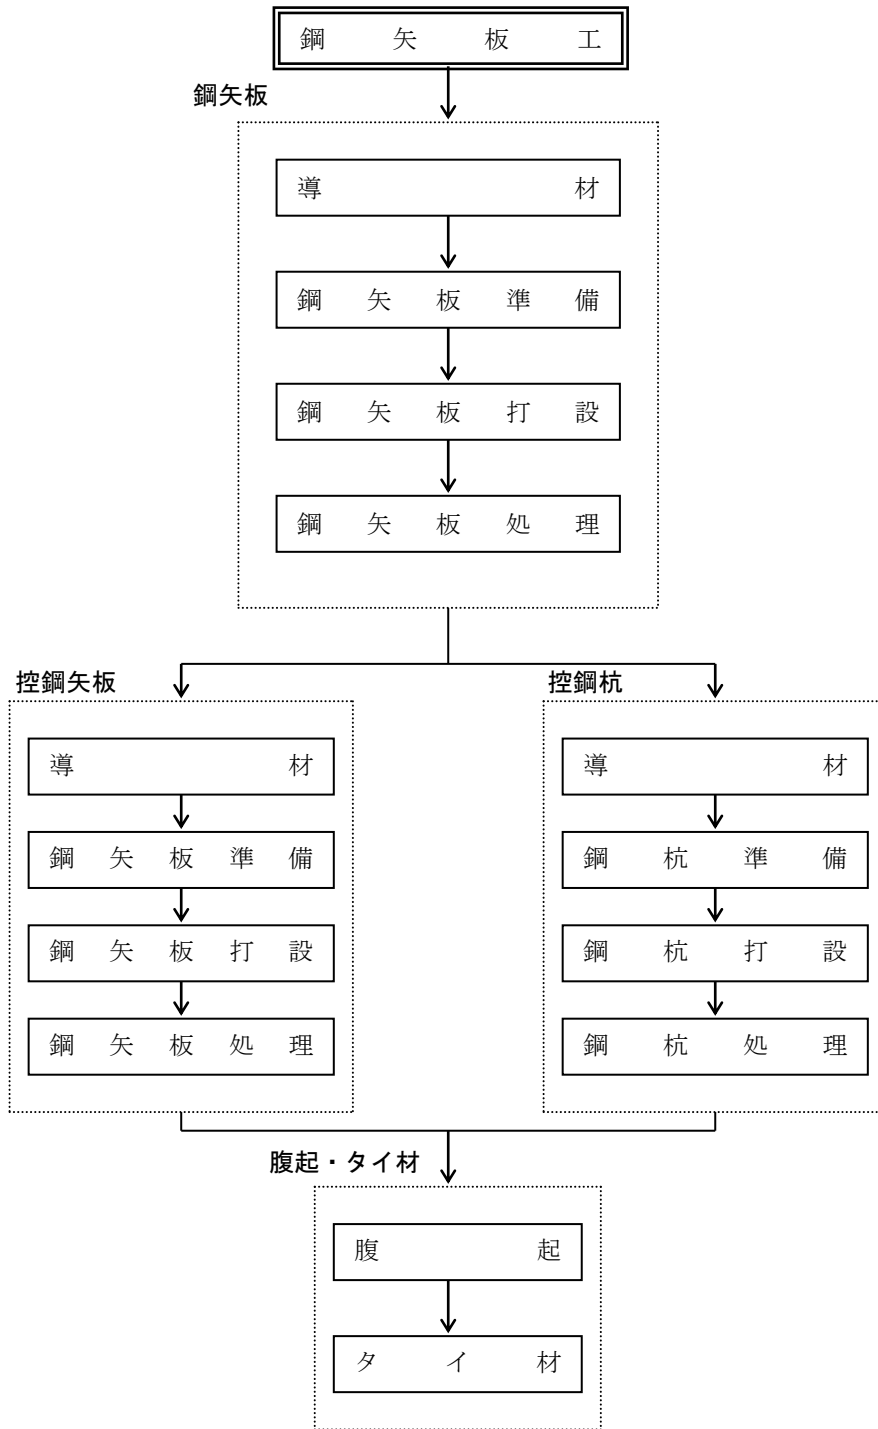 鋼矢板工
鋼矢板
導材
鋼矢板準備
鋼矢板打設
鋼矢板処理
控鋼矢板
導材
鋼矢板準備
鋼矢板打設
鋼矢板処理
控鋼杭
導材
鋼杭準備
鋼杭打設
鋼杭処理
腹起・タイ材
腹起
タイ材